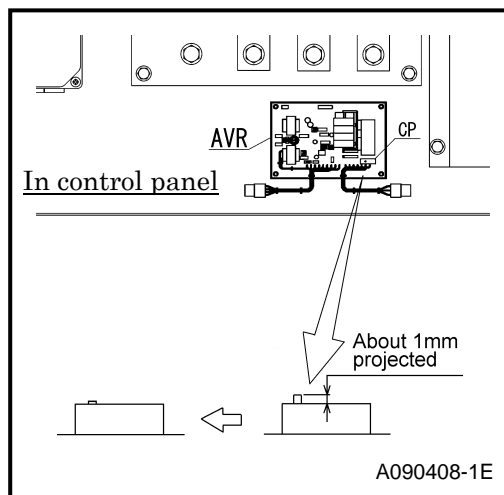 AVR
CP
In control panel
About 1mm
projected
A090408-1E